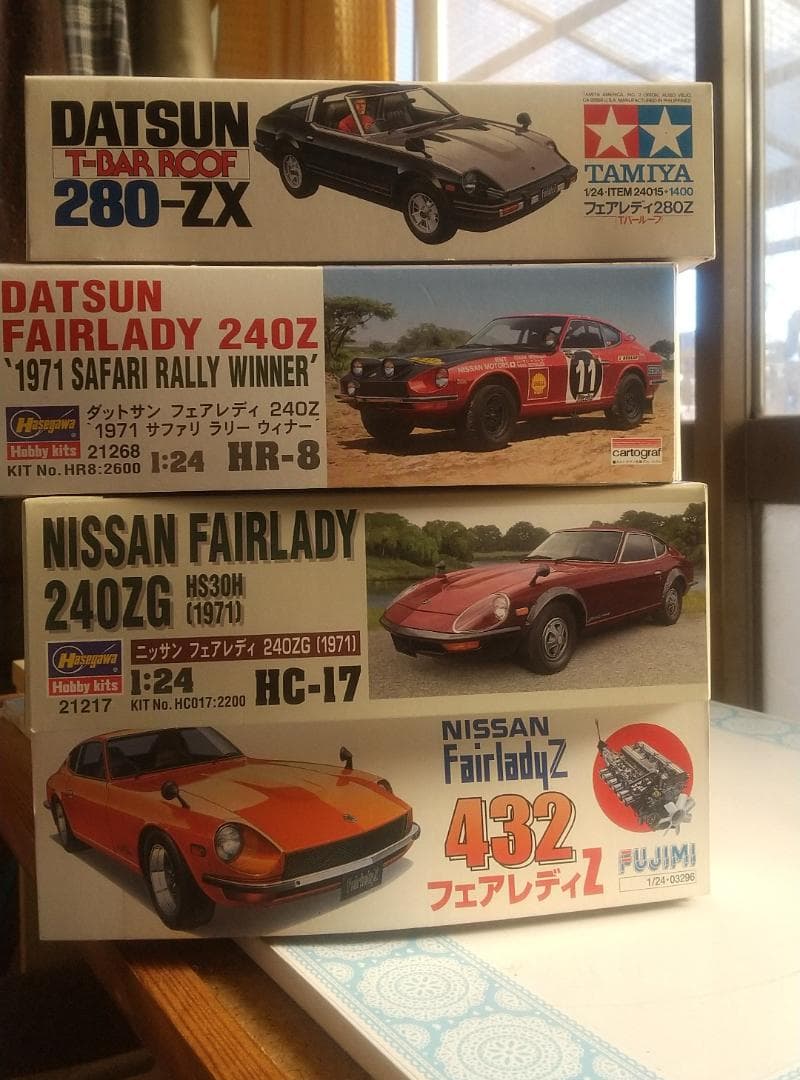 DATSUN
T-BAR ROOF
280-ZX
TAMIYA
1/24・ITEM 24015★1400
フェアレディ280Z
Tバールーフ
DATSUN
FAIRLADY 240Z
'1971 SAFARI RALLY WINNER'
Hasegawa
Hobby kits
ダットサン フェアレディ 240Z
'1971 サファリ ラリー ウィナー'
21268
KIT No. HR8:2600
1:24
HR-8
NISSAN MOTORS
11
cartograf
NISSAN FAIRLADY
240ZG
HS30H
(1971)
Hasegawa
Hobby kits
21217
ニッサン フェアレディ 240ZG (1971)
1:24
KIT No. HC017:2200
HC-17
NISSAN
FairladyZ
432
フェアレディZ
FairladyZ
FUJIMI
1/24・03296